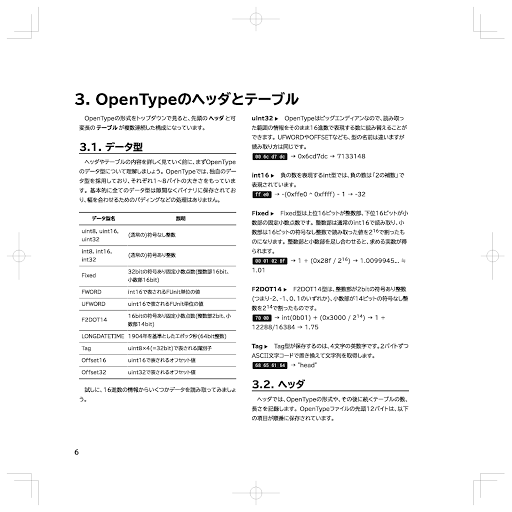 3. OpenTypeのヘッダとテーブル
OpenTypeの形式をトップダウンで見ると、先頭のヘッダと可
変長のテーブルが複数連続した構成になっています。
3.1. データ型
ヘッダやテーブルの内容を詳しく見ていく前に、まずOpenType
のデータ型について理解しましょう。OpenTypeでは、独自のデー
タ型を採用しており、それぞれ1〜8バイトの大きさをもっていま
す。基本的に全てのデータ型は隙間なくバイナリに保存されてお
り、幅を合わせるためのパディングなどの処理はありません。
データ型名 説明
uint8, uint16,
uint32 (通常の)符号なし整数
int8, int16,
int32 (通常の)符号あり整数
Fixed 32bitの符号あり固定小数点数(整数部16bit、
小数部16bit)
FWORD int16で表されるFUnit単位の値
UFWORD uint16で表されるFUnit単位の値
F2DOT14 16bitの符号あり固定小数点数(整数部2bit、小
数部14bit)
LONGDATETIME 1904年を基準としたエポック秒(64bit整数)
Tag uint8×4(=32bit)で表される識別子
Offset16 uint16で表されるオフセット値
Offset32 uint32で表されるオフセット値
試しに、16進数の情報からいくつかデータを読み取ってみましょ
う。
uint32 ▶ OpenTypeはビッグエンディアンなので、読み取っ
た範囲の情報をそのまま16進数で表現する数に読み替えることが
できます。UFWORDやOFFSETなども、型の名前は違いますが
読み取り方は同じです。
00 6c d7 dc → 0x6cd7dc → 7133148
int16 ▶ 負の数を表現するint型では、負の数は「2の補数」で
表現されています。
ff e0 → -(0xffe0 ^ 0xffff) - 1 → -32
Fixed ▶ Fixed型は上位16ビットが整数部、下位16ビットが小
数部の固定小数点数です。整数部は通常のint16で読み取り、小
数部は16ビットの符号なし整数で読み取った値を2^16で割ったも
のになります。整数部と小数部を足し合わせると、求める実数が得
られます。
00 01 02 8f → 1 + (0x28f / 2^16) → 1.0099945... ≒
1.01
F2DOT14 ▶ F2DOT14型は、整数部が2bitの符号あり整数
(つまり-2、-1、0、1のいずれか)、小数部が14ビットの符号なし整
数を2^14で割ったものです。
70 00 → int(0b01) + (0x3000 / 2^14) → 1 +
12288/16384 → 1.75
Tag ▶ Tag型が保存するのは、4文字の英数字です。2バイトずつ
ASCII文字コードで置き換えて文字列を取得します。
68 65 61 64 → "head"
3.2. ヘッダ
ヘッダでは、OpenTypeの形式や、その後に続くテーブルの数、
長さを記録します。OpenTypeファイルの先頭12バイトは、以下
の項目が順番に保存されています。
6